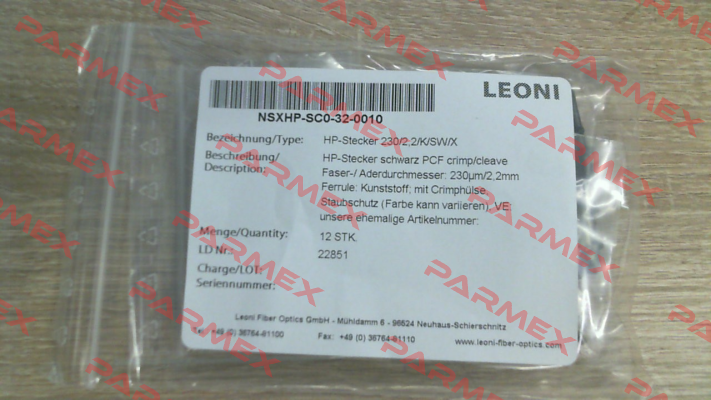 LEONI
NSXHP-SC0-32-0010
Bezeichnung/Type: HP-Stecker 230/2,2/K/SW/X
Beschreibung/ HP-Stecker schwarz PCF crimp/cleave
Description: Faser-/ Aderdurchmesser: 230µm/2,2mm
Ferrule: Kunststoff; mit Crimphülse,
Staubschutz (Farbe kann variieren), VE:
unsere ehemalige Artikelnummer:
Menge/Quantity: 12 STK.
LD Nr.: 22851
Charge/LOT:
Seriennummer:
Leoni Fiber Optics GmbH - Mühldamm 6 - 96524 Neuhaus-Schierschnitz
Tel: +49 (0) 36764-81100 Fax: +49 (0) 36764-81110 www.leoni-fiber-optics.com
PARMEX
PARMEX
PARMEX
PARMEX
PARMEX
PARMEX
PARMEX
PARMEX
PARMEX